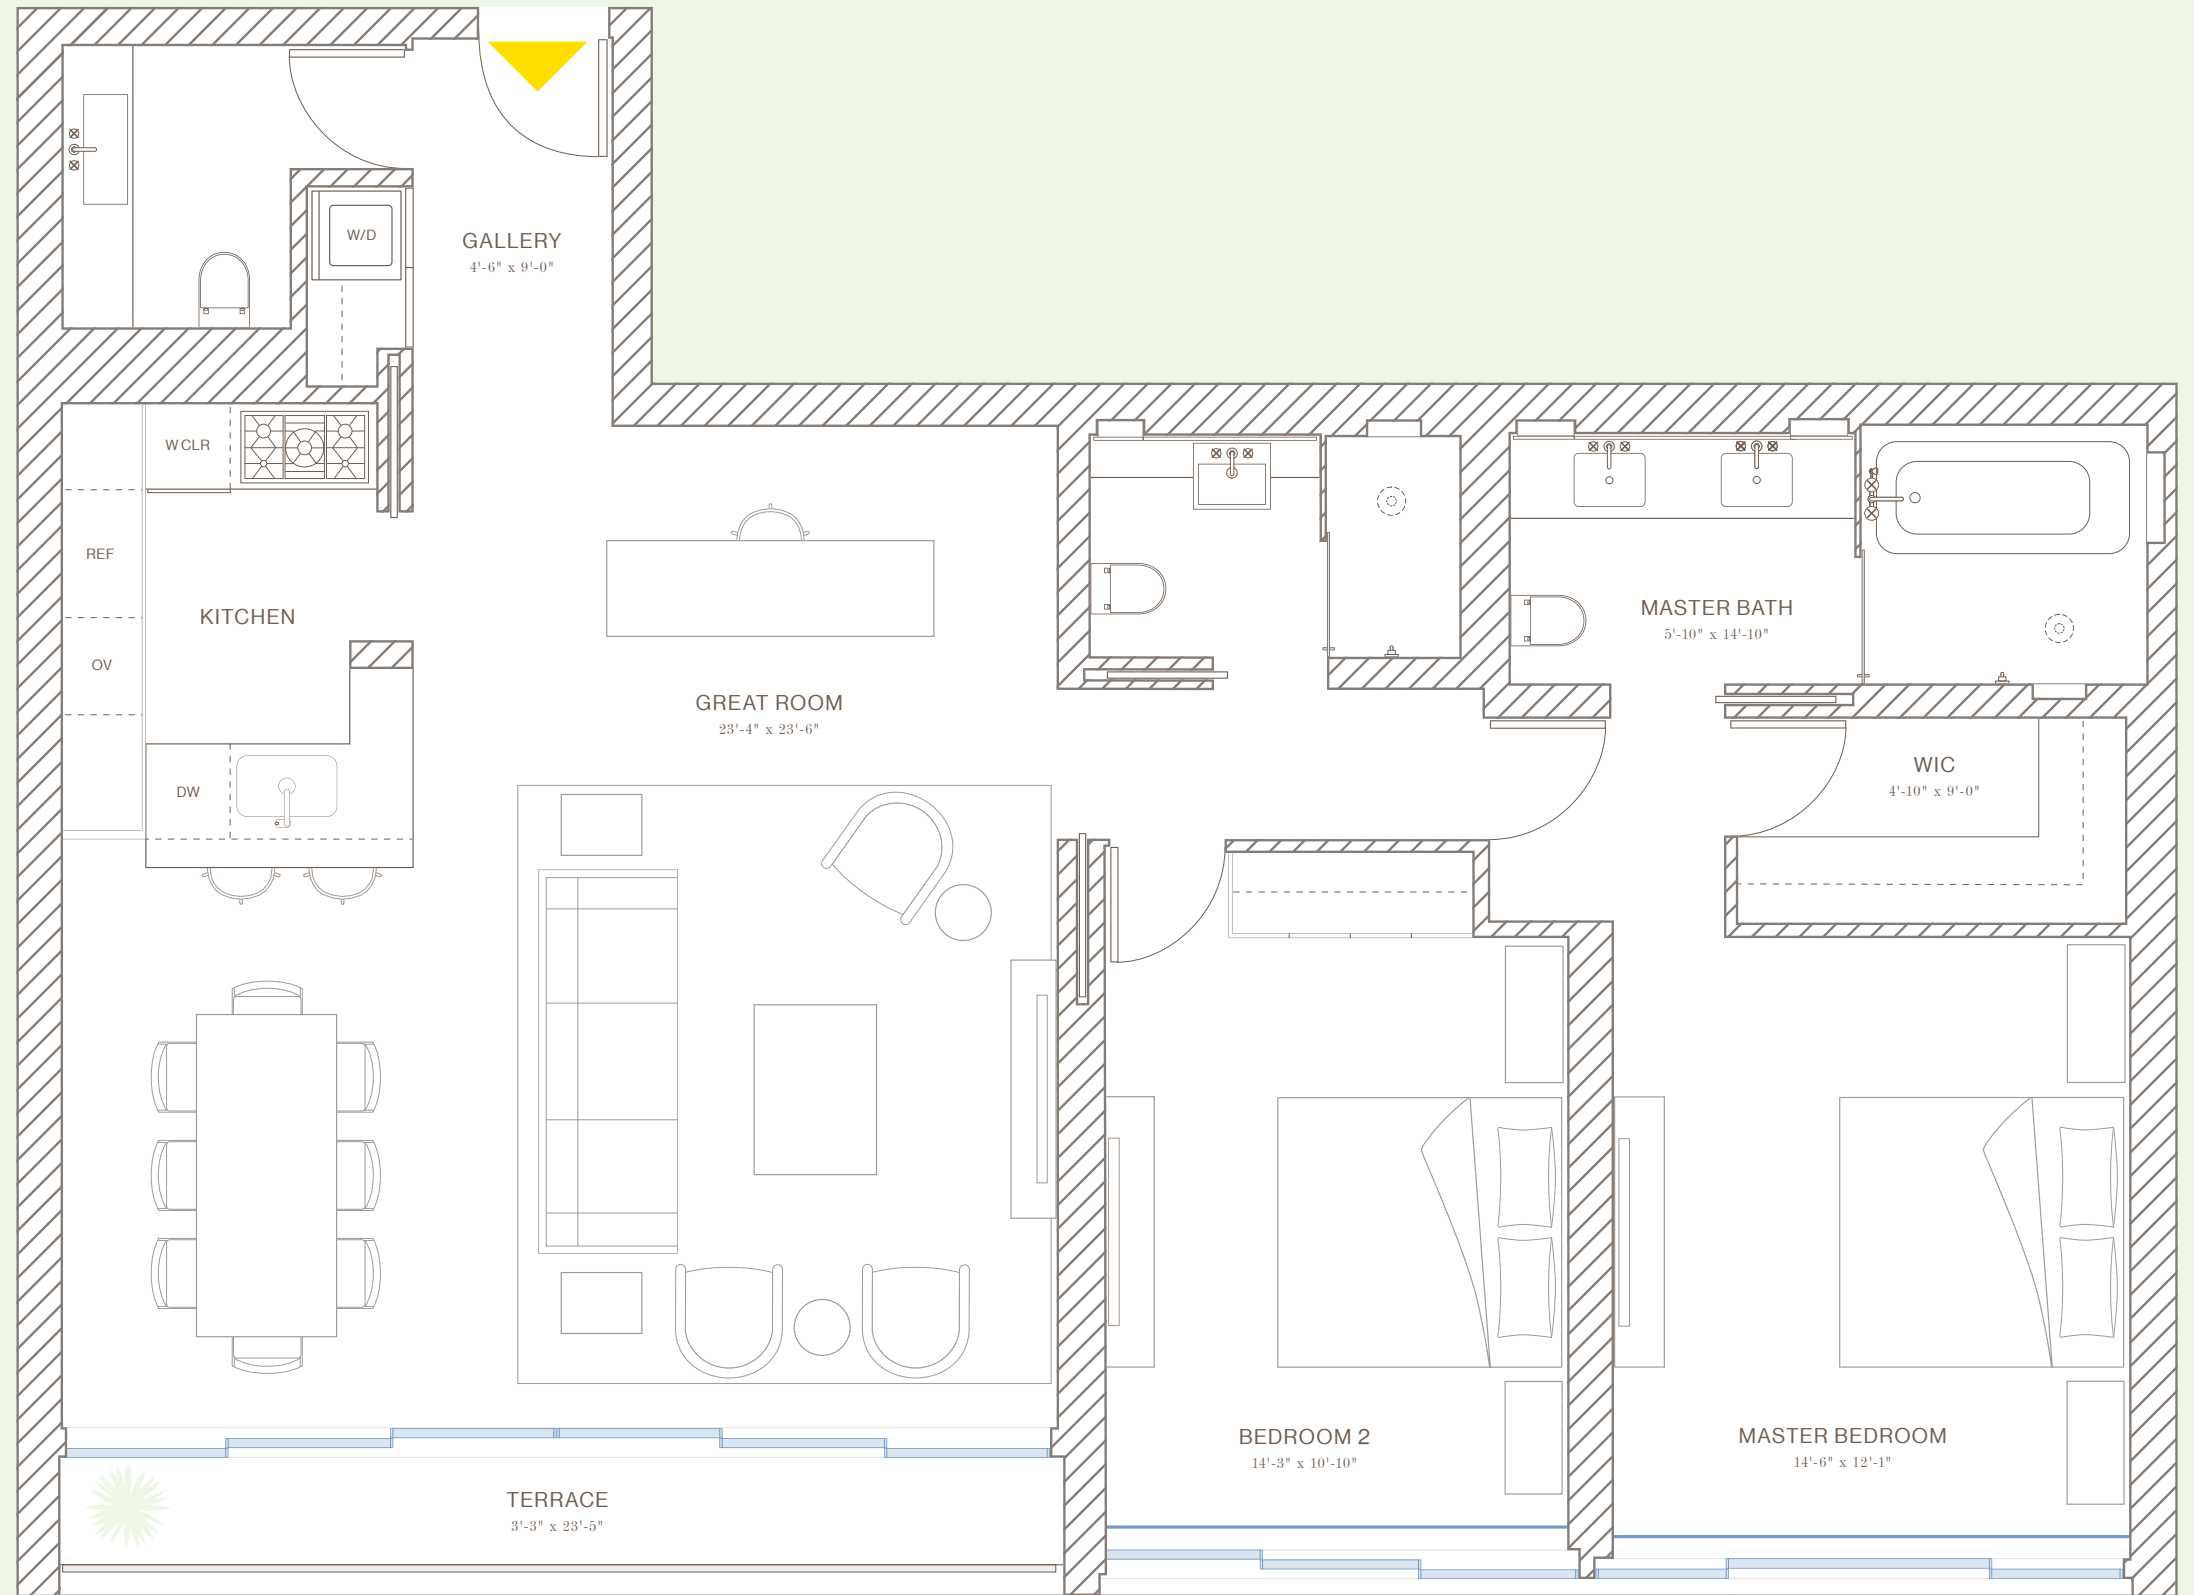 W/D
GALLERY
4'-6" x 9'-0"
W CLR
REF
KITCHEN
OV
DW
GREAT ROOM
23'-4" x 23'-6"
MASTER BATH
5'-10" x 14'-10"
WIC
4'-10" x 9'-0"
BEDROOM 2
14'-3" x 10'-10"
MASTER BEDROOM
14'-6" x 12'-1"
TERRACE
3'-3" x 23'-5"